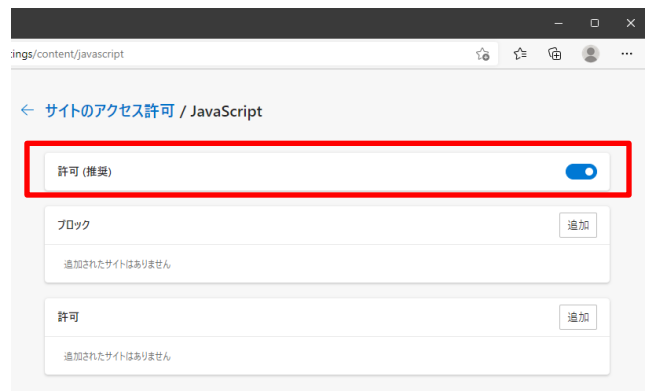 ings/content/javascript
サイトのアクセス許可 / JavaScript
許可 (推奨)
ブロック
追加
追加されたサイトはありません
許可
追加
追加されたサイトはありません